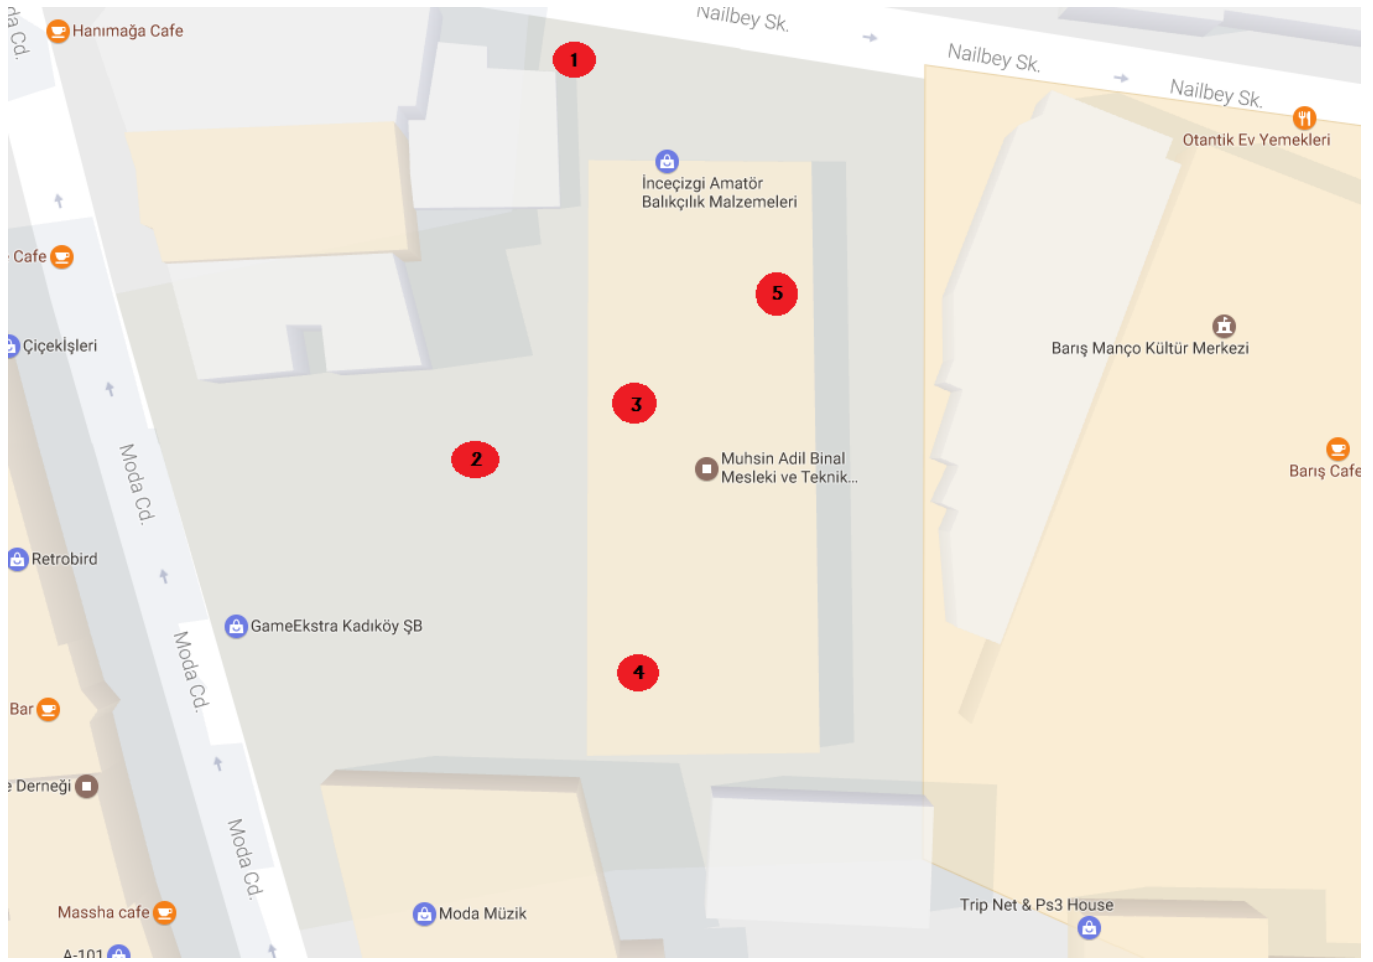 Nailbey Sk.
Hanımağa Cafe
da Cd.
1
Nailbey Sk.
Nailbey Sk.
Otantik Ev Yemekleri
İnceçizgi Amatör
Balıkçılık Malzemeleri
Cafe
5
Barış Manço Kültür Merkezi
Çiçekİşleri
3
2
Muhsin Adil Binal
Mesleki ve Teknik...
Barış Cafe
Moda Cd.
Retrobird
GameEkstra Kadıköy ŞB
Moda Cd.
4
Bar
e Derneği
Moda Cd.
Massha cafe
Moda Müzik
Trip Net & Ps3 House
A-101